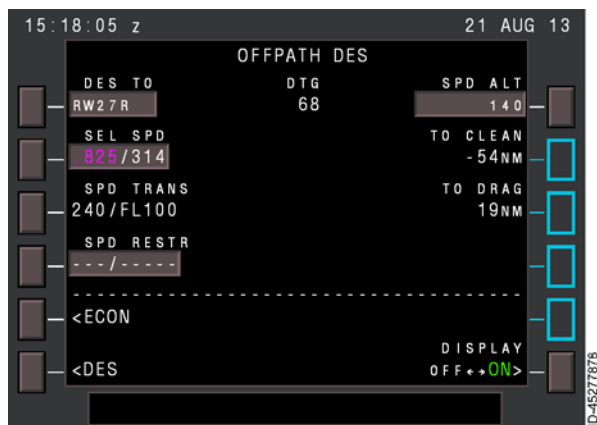 15:18:05 z 21 AUG 13
OFFPATH DES
DES TO DTG SPD ALT
RW27R 68 140
SEL SPD TO CLEAN
825/314 -54NM
SPD TRANS TO DRAG
240/FL100 19NM
SPD RESTR
---/-----
--------------------------------------
<ECON
DISPLAY
<DES OFF↔ON>
D-45277878